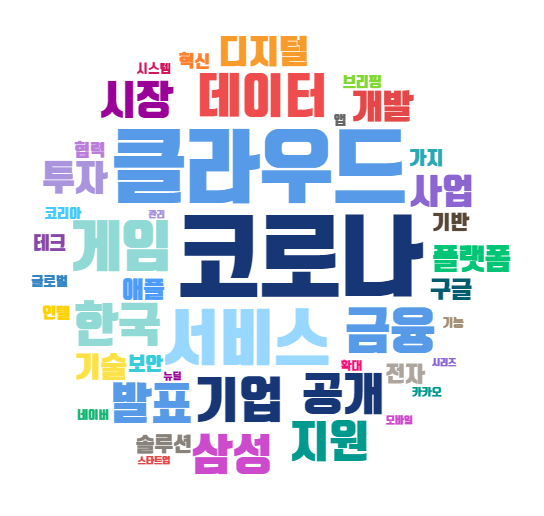 디지털
혁신
시스템
시장
데이터
브리핑
개발
앱
협력
클라우드
가지
투자
사업
코리아
관리
기반
테크
게임
코로나
플랫폼
글로벌
애플
구글
인텔
한국
서비스
금융
기능
기술
보안
뉴딜
확대
시리즈
전자
발표
기업
공개
카카오
네이버
모바일
솔루션
삼성
지원
스타트업